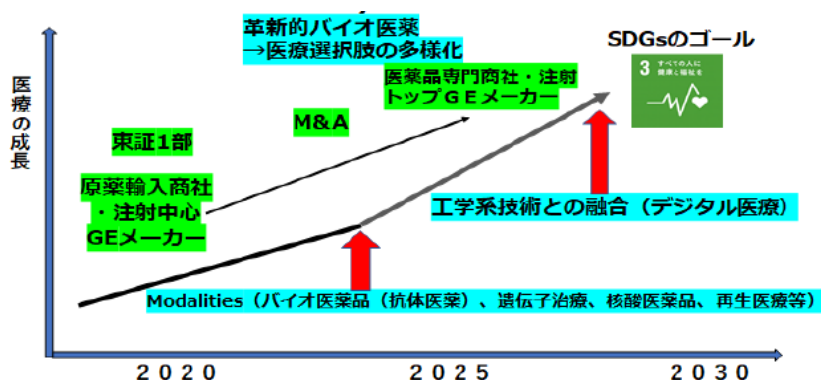 革新的バイオ医薬
→医療選択肢の多様化
SDGsのゴール
3 すべての人に
健康と福祉を
医薬品専門商社・注射
トップGEメーカー
M&A
東証1部
原薬輸入商社
・注射中心
GEメーカー
医療の成長
工学系技術との融合（デジタル医療）
Modalities（バイオ医薬品（抗体医薬）、遺伝子治療、核酸医薬品、再生医療等）
2020
2025
2030